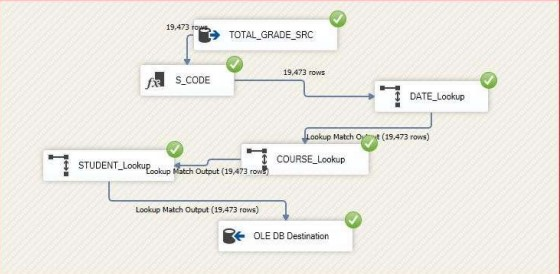 19,473 rows
TOTAL_GRADE_SRC
fx
S_CODE
19,473 rows
DATE_Lookup
Lookup Match Output (19,473 rows)
COURSE_Lookup
STUDENT_Lookup
Lookup Match Output (19,473 rows)
Lookup Match Output (19,473 rows)
OLE DB Destination